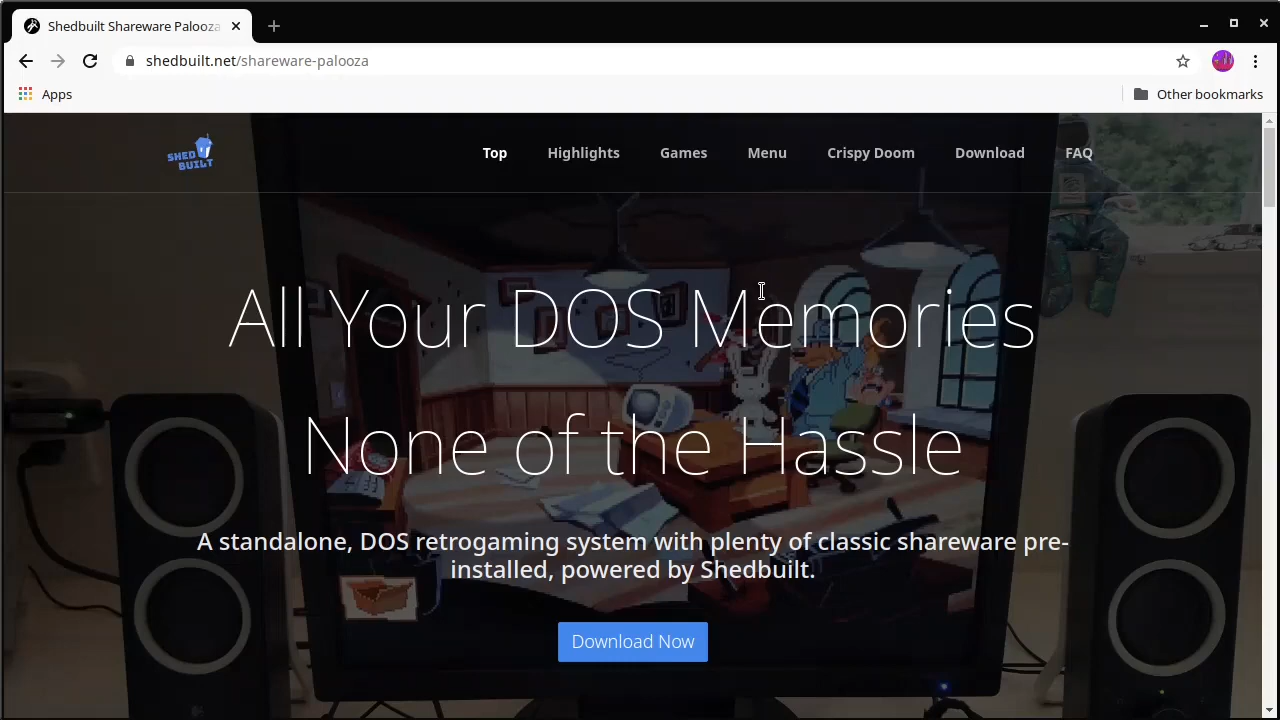 Shedbuilt Shareware Palooza
shedbuilt.net/shareware-palooza
Apps
Other bookmarks
SHED
BUILT
Top
Highlights
Games
Menu
Crispy Doom
Download
FAQ
All Your DOS Memories
None of the Hassle
A standalone, DOS retrogaming system with plenty of classic shareware pre-
installed, powered by Shedbuilt.
Download Now